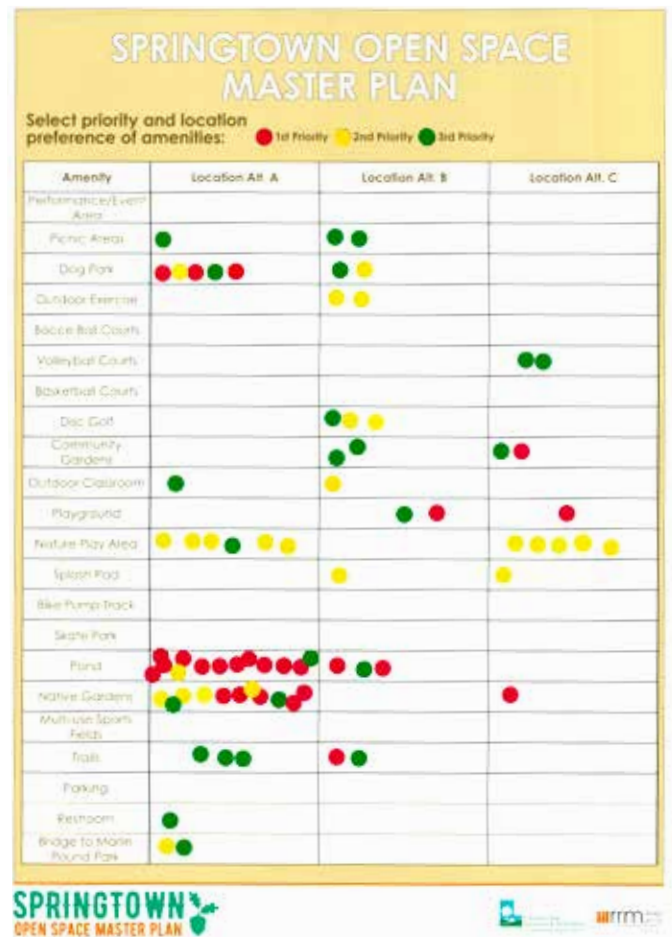 SPRINGTOWN OPEN SPACE
MASTER PLAN
Select priority and location
preference of amenities: 1st Priority 2nd Priority 3rd Priority
Amenity Location Alt. A Location Alt. B Location Alt. C
Performance/Event
Area
Picnic Areas
Dog Park
Outdoor Exercise
Bocce Ball Courts
Volleyball Courts
Basketball Courts
Disc Golf
Community
Gardens
Outdoor Classroom
Playground
Nature Play Area
Splash Pad
Bike Pump Track
Skate Park
Pond
Native Gardens
Multi-use Sports
Fields
Trails
Parking
Restroom
Bridge to Marlin
Pound Park
SPRINGTOWN
OPEN SPACE MASTER PLAN
rrm